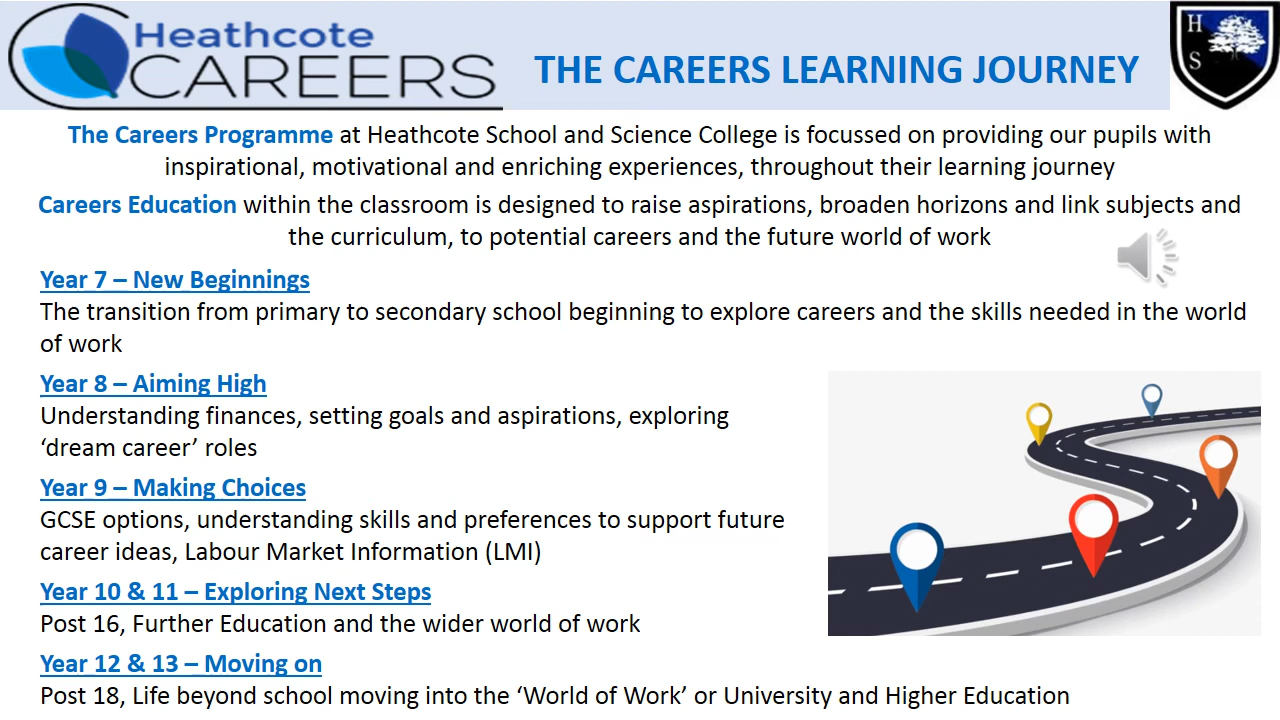 Heathcote
CAREERS
THE CAREERS LEARNING JOURNEY
H
S
The Careers Programme at Heathcote School and Science College is focussed on providing our pupils with
inspirational, motivational and enriching experiences, throughout their learning journey
Careers Education within the classroom is designed to raise aspirations, broaden horizons and link subjects and
the curriculum, to potential careers and the future world of work
Year 7 – New Beginnings
The transition from primary to secondary school beginning to explore careers and the skills needed in the world
of work
Year 8 – Aiming High
Understanding finances, setting goals and aspirations, exploring
‘dream career’ roles
Year 9 – Making Choices
GCSE options, understanding skills and preferences to support future
career ideas, Labour Market Information (LMI)
Year 10 & 11 – Exploring Next Steps
Post 16, Further Education and the wider world of work
Year 12 & 13 – Moving on
Post 18, Life beyond school moving into the ‘World of Work’ or University and Higher Education